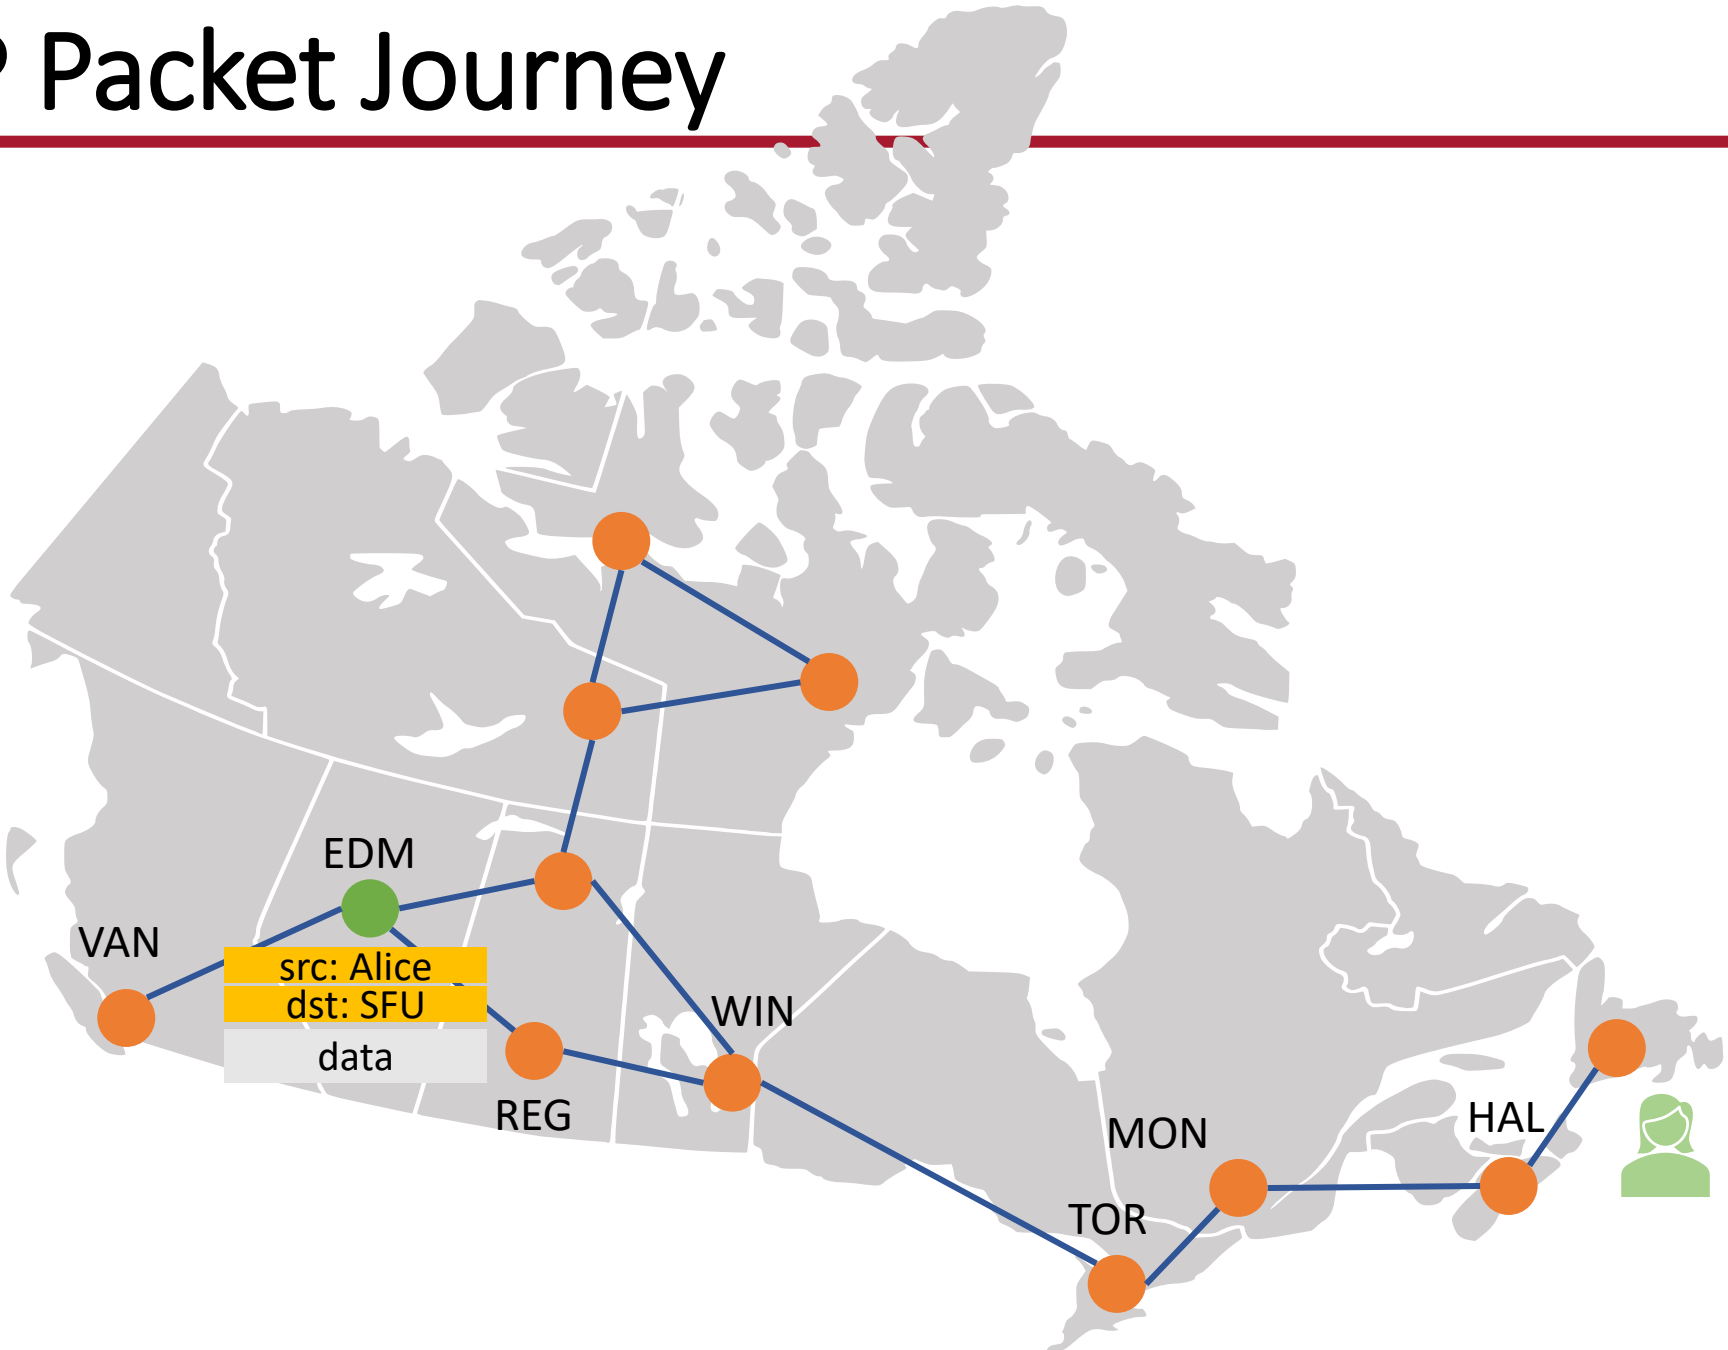 Packet Journey
EDM
VAN
src: Alice
dst: SFU
data
WIN
REG
MON
HAL
TOR